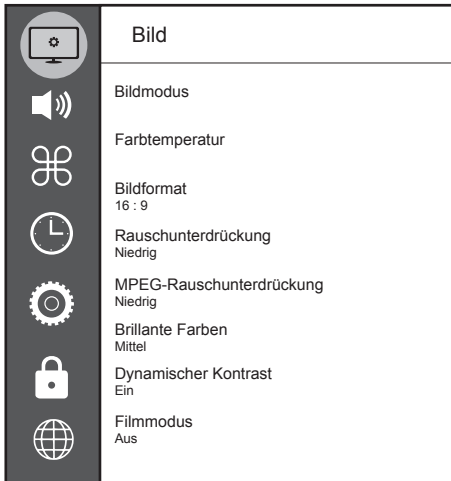 Bild
Bildmodus
Farbtemperatur
Bildformat
16 : 9
Rauschunterdrückung
Niedrig
MPEG-Rauschunterdrückung
Niedrig
Brillante Farben
Mittel
Dynamischer Kontrast
Ein
Filmmodus
Aus